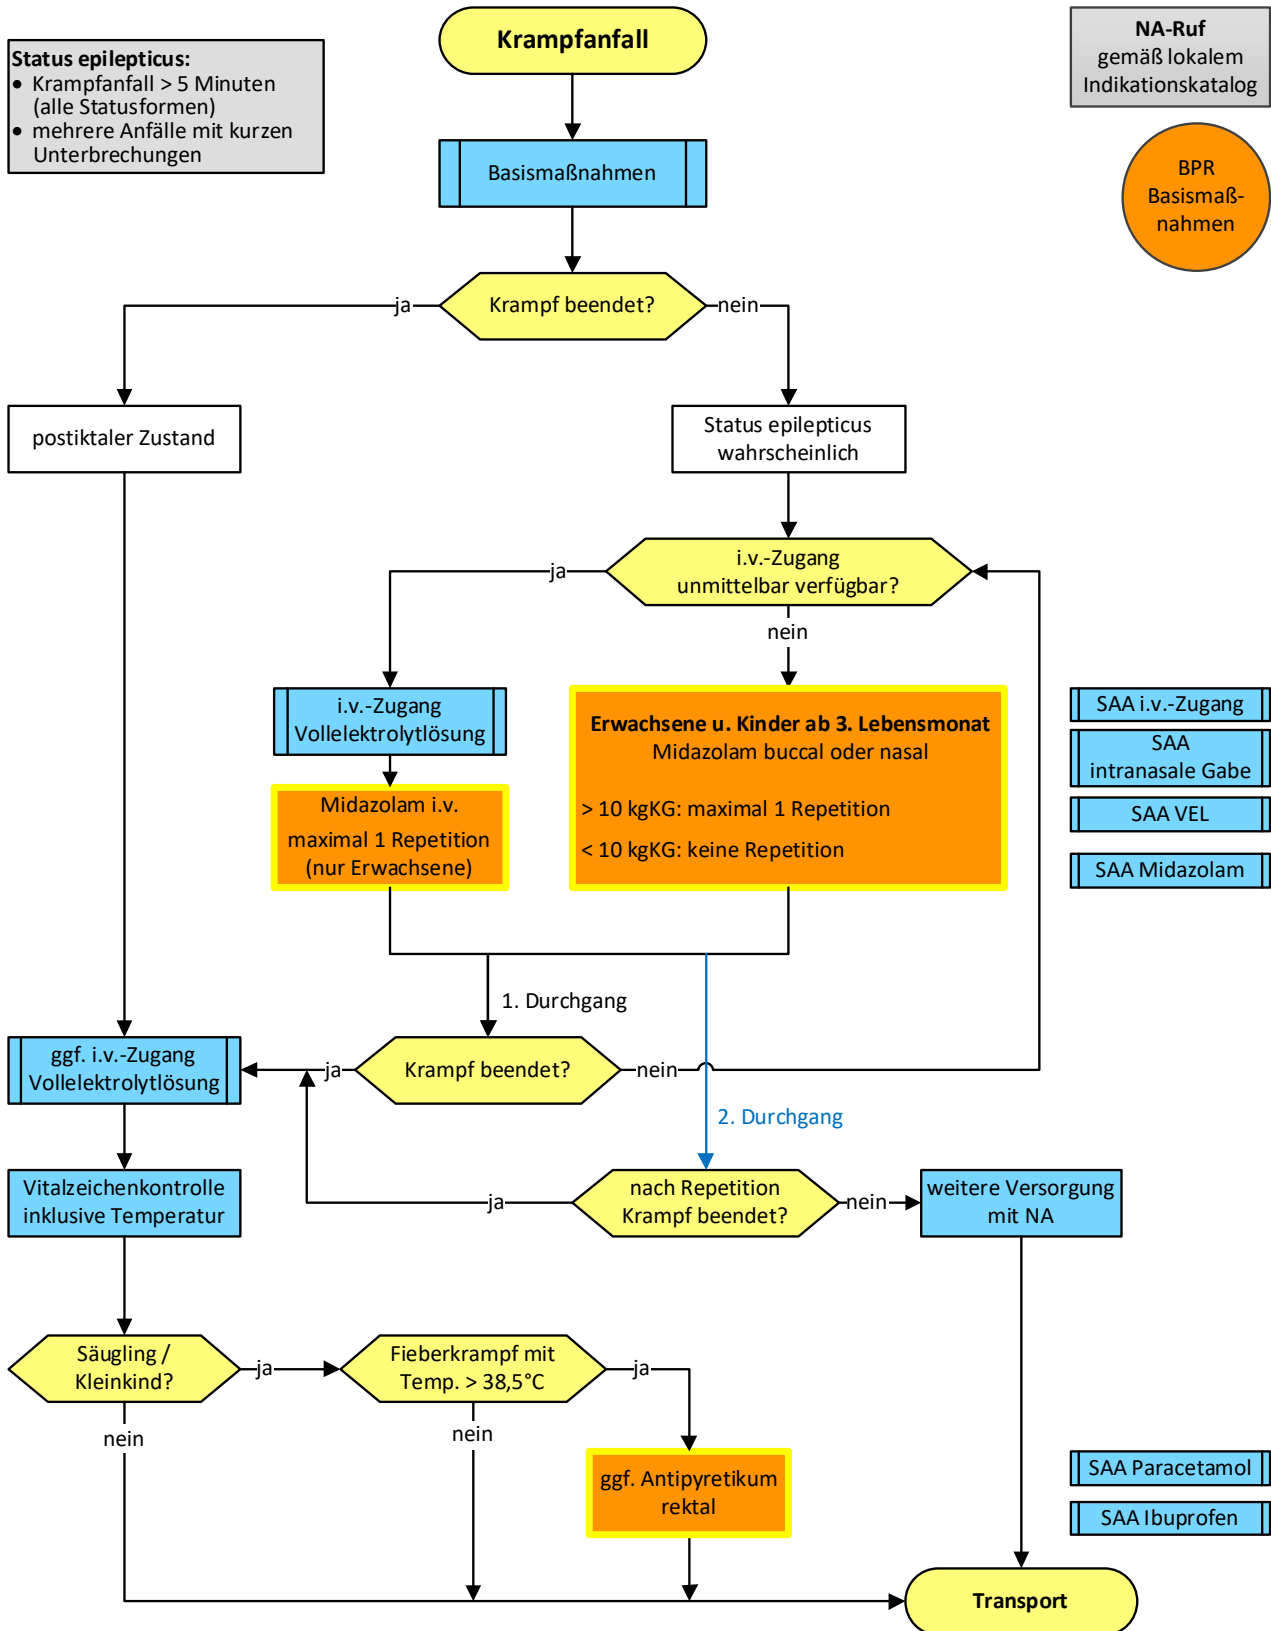 Krampfanfall
Status epilepticus:
• Krampfanfall > 5 Minuten
(alle Statusformen)
• mehrere Anfälle mit kurzen
Unterbrechungen
NA-Ruf
gemäß lokalem
Indikationskatalog
BPR
Basismaß-
nahmen
Basismaßnahmen
Krampf beendet?
ja
nein
postiktaler Zustand
Status epilepticus
wahrscheinlich
i.v.-Zugang
unmittelbar verfügbar?
ja
nein
i.v.-Zugang
Vollelektrolytlösung
Midazolam i.v.
maximal 1 Repetition
(nur Erwachsene)
Erwachsene u. Kinder ab 3. Lebensmonat
Midazolam buccal oder nasal
> 10 kgKG: maximal 1 Repetition
< 10 kgKG: keine Repetition
SAA i.v.-Zugang
SAA
intranasale Gabe
SAA VEL
SAA Midazolam
1. Durchgang
ggf. i.v.-Zugang
Vollelektrolytlösung
ja
Krampf beendet?
nein
2. Durchgang
Vitalzeichenkontrolle
inklusive Temperatur
ja
nach Repetition
Krampf beendet?
nein
weitere Versorgung
mit NA
Säugling /
Kleinkind?
ja
Fieberkrampf mit
Temp. > 38,5°C
ja
nein
nein
ggf. Antipyretikum
rektal
SAA Paracetamol
SAA Ibuprofen
Transport